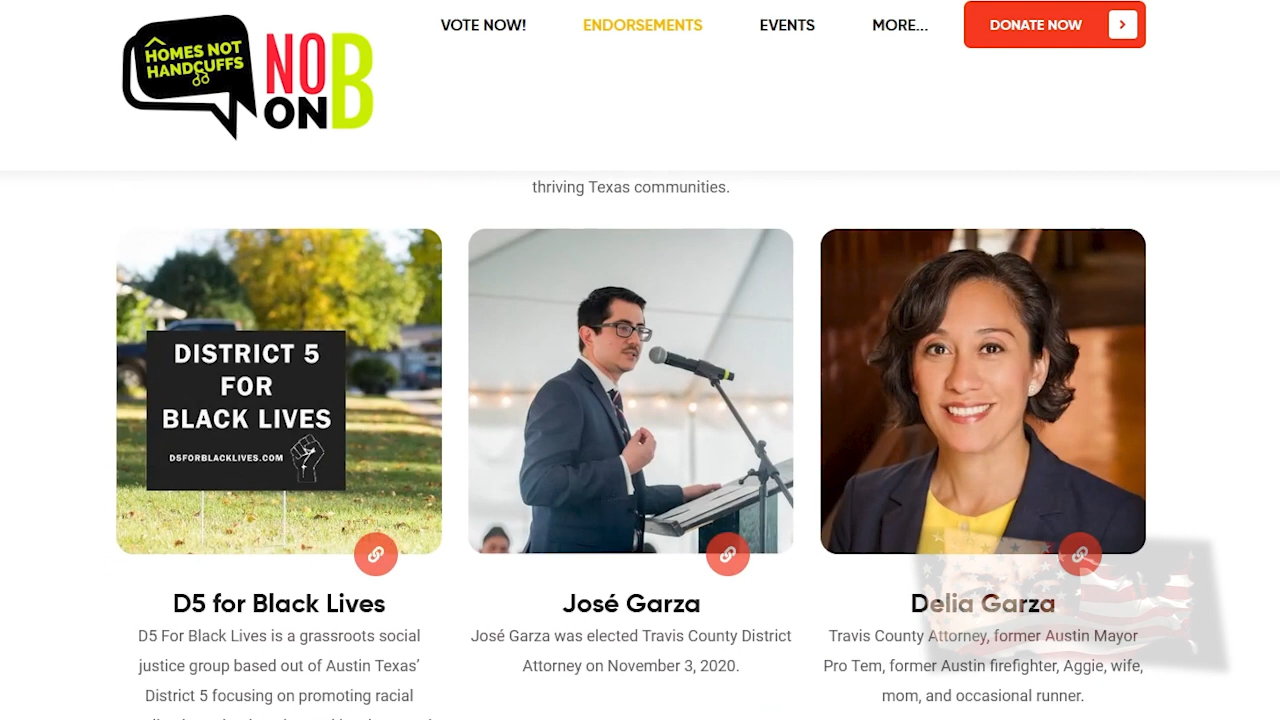 HOMES NOT
HANDCUFFS
NO
ON
B
VOTE NOW!
ENDORSEMENTS
EVENTS
MORE...
DONATE NOW
thriving Texas communities.
DISTRICT 5
FOR
BLACK LIVES
D5FORBLACKLIVES.COM
D5 for Black Lives
D5 For Black Lives is a grassroots social
justice group based out of Austin Texas’
District 5 focusing on promoting racial
José Garza
José Garza was elected Travis County District
Attorney on November 3, 2020.
Delia Garza
Travis County Attorney, former Austin Mayor
Pro Tem, former Austin firefighter, Aggie, wife,
mom, and occasional runner.